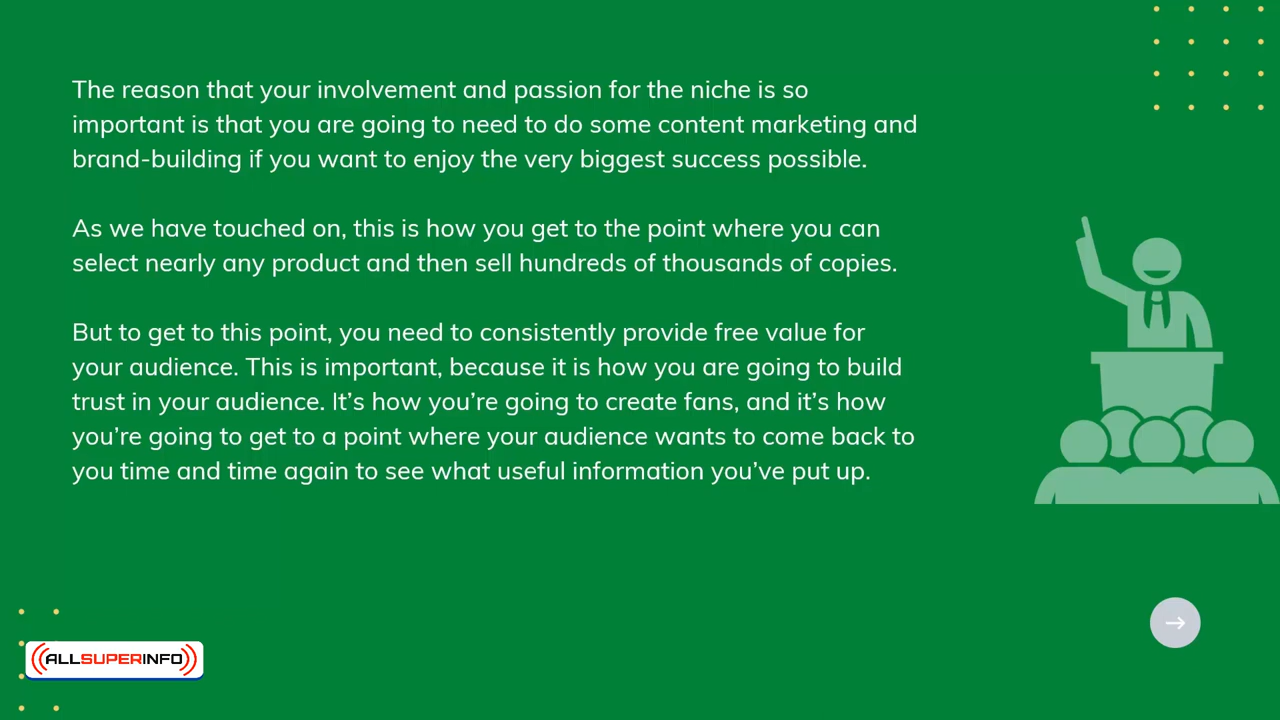 The reason that your involvement and passion for the niche is so
important is that you are going to need to do some content marketing and
brand-building if you want to enjoy the very biggest success possible.
As we have touched on, this is how you get to the point where you can
select nearly any product and then sell hundreds of thousands of copies.
But to get to this point, you need to consistently provide free value for
your audience. This is important, because it is how you are going to build
trust in your audience. It’s how you’re going to create fans, and it’s how
you’re going to get to a point where your audience wants to come back to
you time and time again to see what useful information you’ve put up.
ALLSUPERINFO